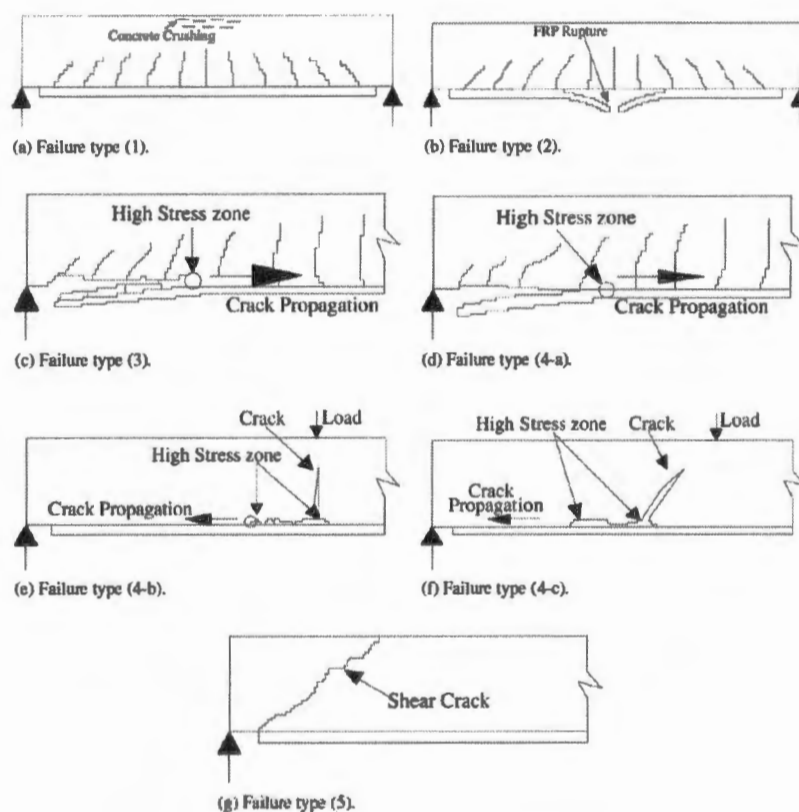 Concrete Crushing
FRP Rupture
(a) Failure type (1).
(b) Failure type (2).
High Stress zone
High Stress zone
Crack Propagation
Crack Propagation
(c) Failure type (3).
(d) Failure type (4-a).
Crack
Load
High Stress zone
Crack Propagation
High Stress zone
Crack
Load
Crack
Propagation
(e) Failure type (4-b).
(f) Failure type (4-c).
Shear Crack
(g) Failure type (5).